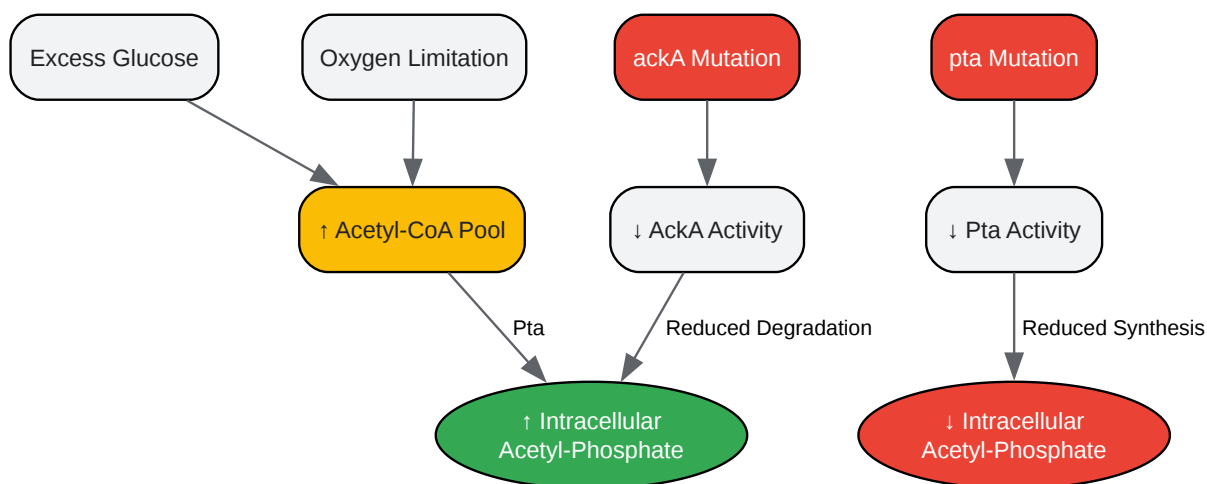 Excess Glucose
Oxygen Limitation
ackA Mutation
pta Mutation
↑ Acetyl-CoA Pool
↓ AckA Activity
↓ Pta Activity
Pta
Reduced Degradation
Reduced Synthesis
↑ Intracellular
Acetyl-Phosphate
↓ Intracellular
Acetyl-Phosphate